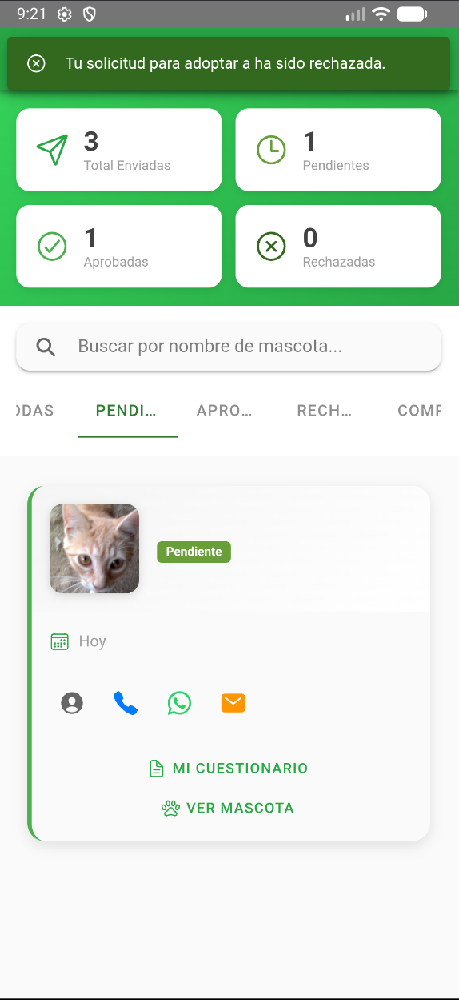 9:21
Tu solicitud para adoptar a ha sido rechazada.
3
Total Enviadas
1
Pendientes
1
Aprobadas
0
Rechazadas
Buscar por nombre de mascota...
ODAS PENDI... APRO... RECH... COMP
Pendiente
Hoy
MI CUESTIONARIO
VER MASCOTA